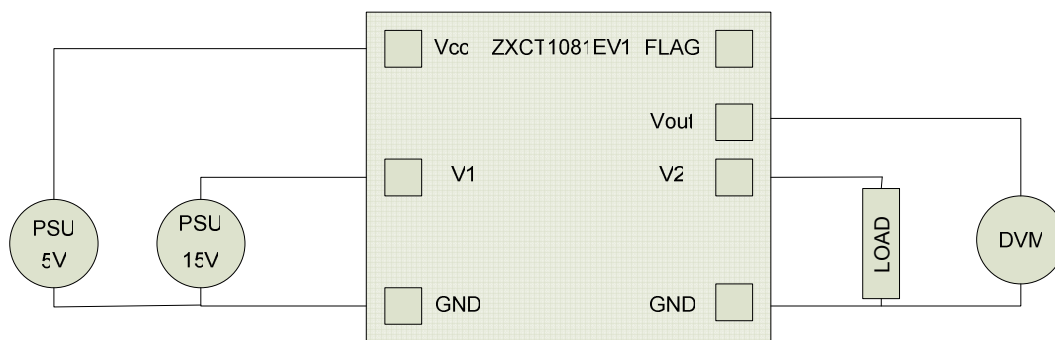 Vcc ZXCT1081EV1 FLAG
Vout
V1
V2
PSU
5V
PSU
15V
LOAD
DVM
GND
GND